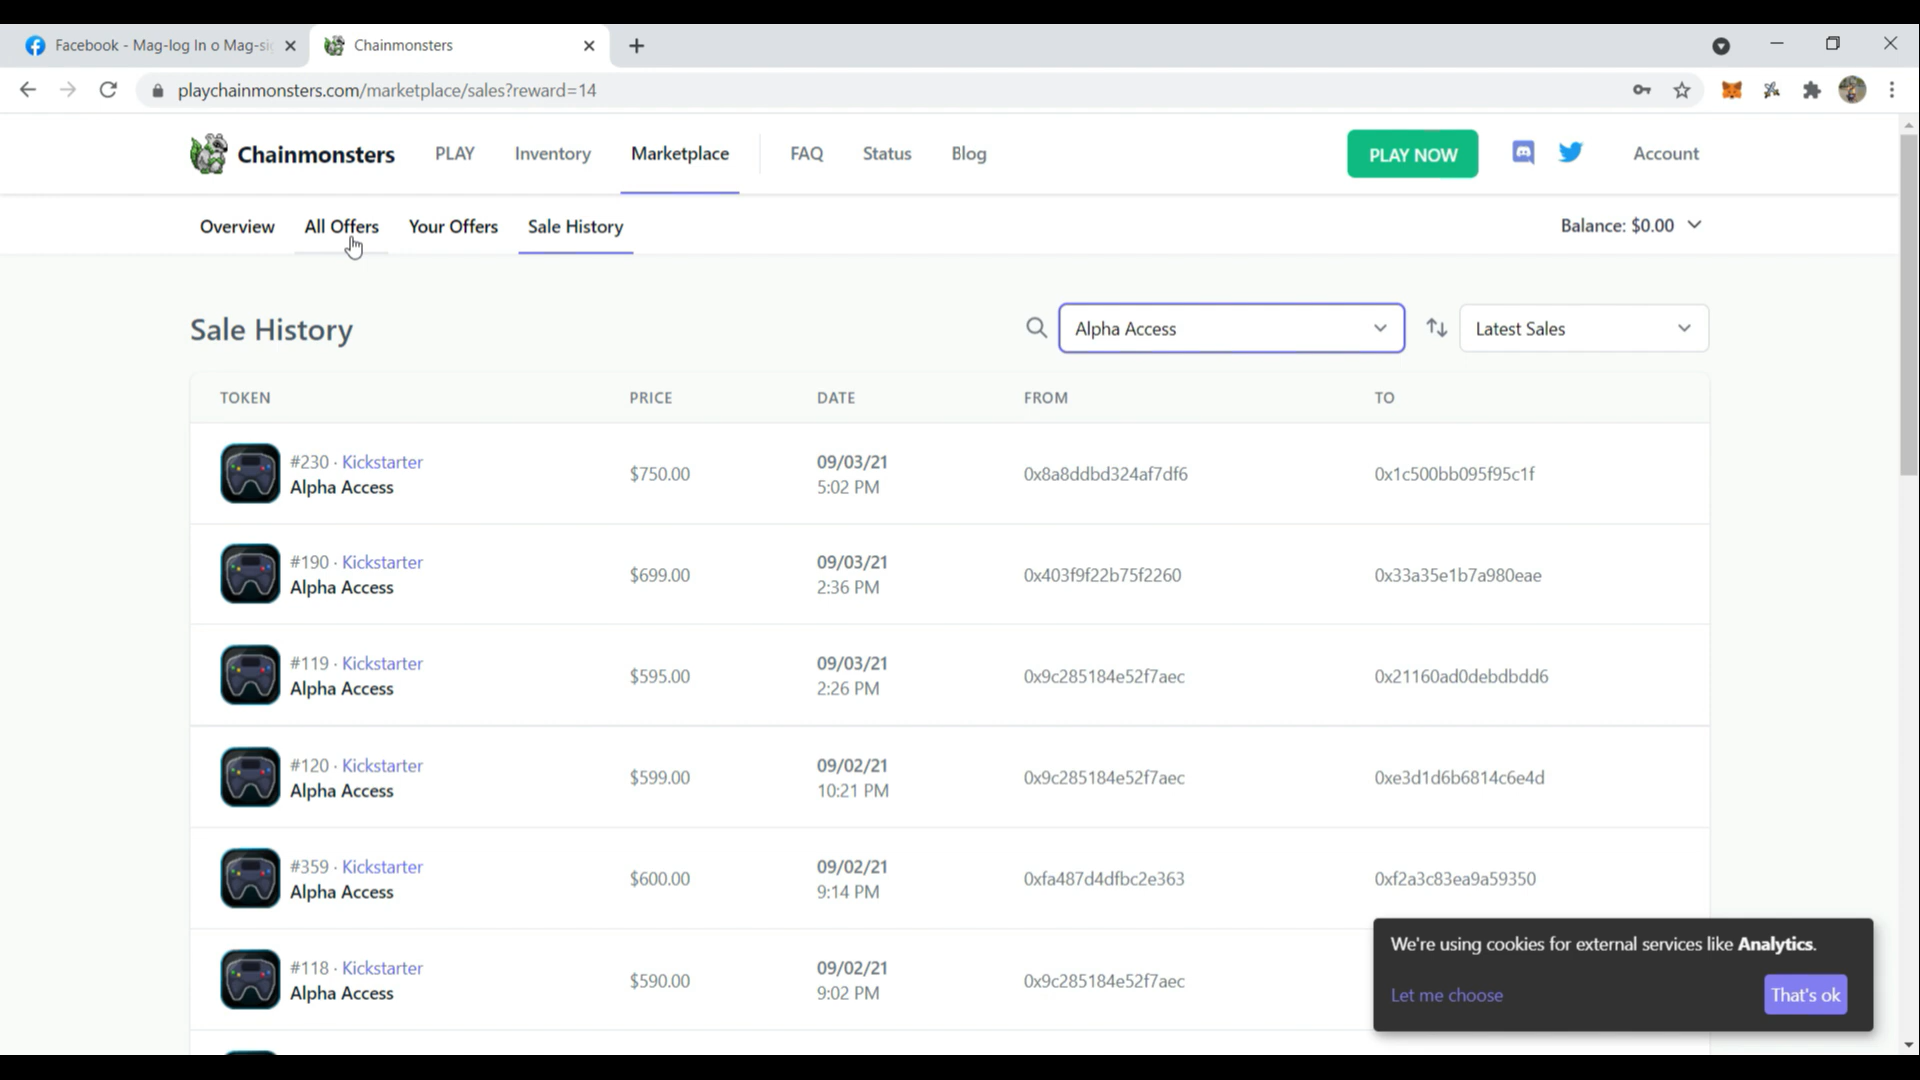 Facebook - Mag-log In o Mag-si
Chainmonsters
playchainmonsters.com/marketplace/sales?reward=14
Chainmonsters PLAY Inventory Marketplace FAQ Status Blog PLAY NOW Account
Overview All Offers Your Offers Sale History Balance: $0.00
Sale History Alpha Access Latest Sales
TOKEN PRICE DATE FROM TO
#230 · Kickstarter 09/03/21
$750.00 0x8a8ddbd324af7df6 0x1c500bb095f95c1f
Alpha Access 5:02 PM
#190 · Kickstarter 09/03/21
$699.00 0x403f9f22b75f2260 0x33a35e1b7a980eae
Alpha Access 2:36 PM
#119 · Kickstarter 09/03/21
$595.00 0x9c285184e52f7aec 0x21160ad0debdbdd6
Alpha Access 2:26 PM
#120 · Kickstarter 09/02/21
$599.00 0x9c285184e52f7aec 0xe3d1d6b6814c6e4d
Alpha Access 10:21 PM
#359 · Kickstarter 09/02/21
$600.00 0xfa487d4dfbc2e363 0xf2a3c83ea9a59350
Alpha Access 9:14 PM
#118 · Kickstarter 09/02/21
$590.00 0x9c285184e52f7aec
Alpha Access 9:02 PM
We're using cookies for external services like Analytics.
Let me choose That's ok